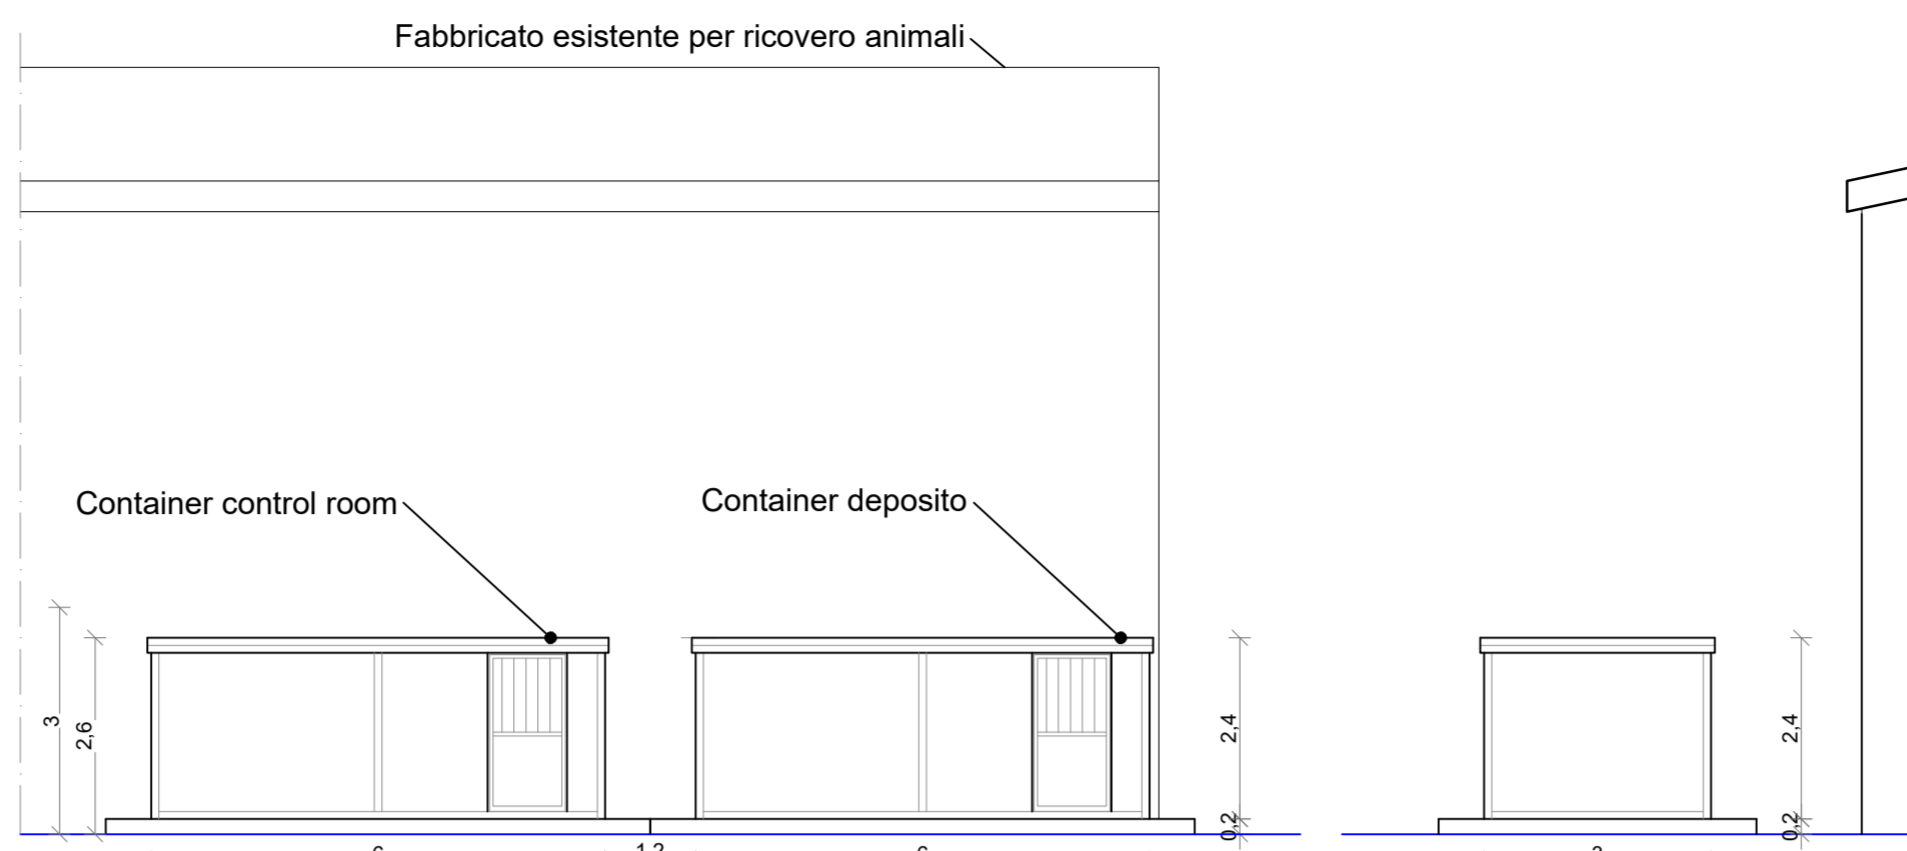 Fabbricato esistente per ricovero animali
Container control room
Container deposito
3
2,6
2,4
0,2
2,4
0,2